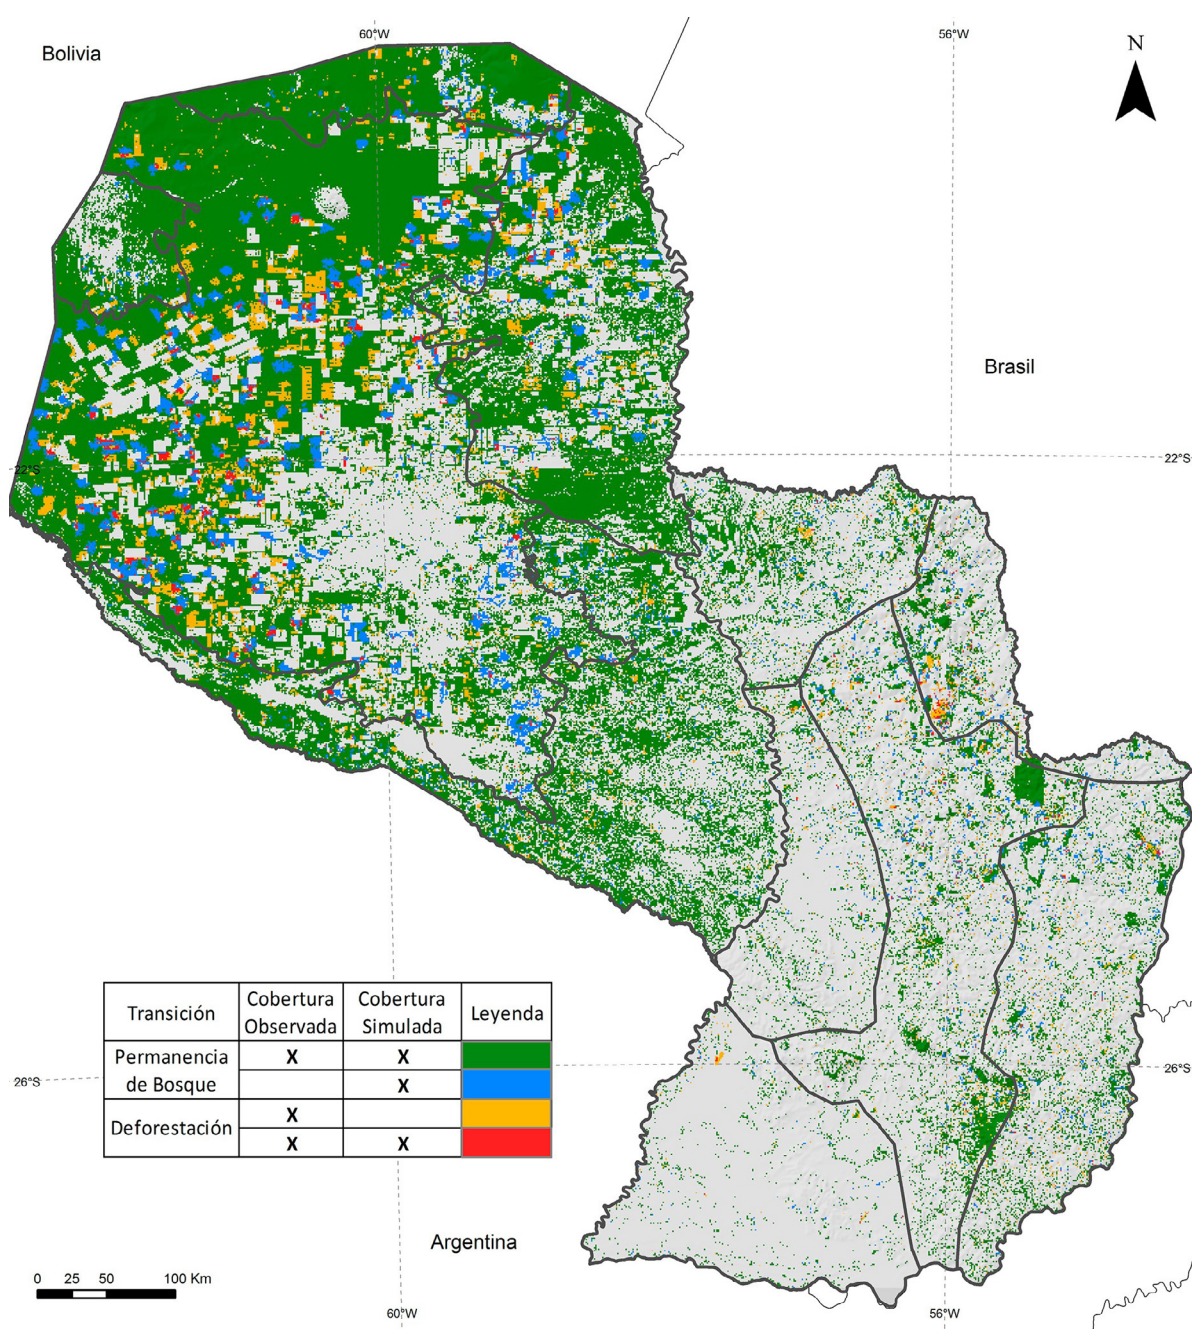 60°W
56°W
Bolivia
N
Brasil
22°S
22°S
Transición
Cobertura Observada
Cobertura Simulada
Leyenda
Permanencia de Bosque
X
X
X
Deforestación
X
X
X
26°S
26°S
Argentina
0 25 50 100 Km
60°W
56°W